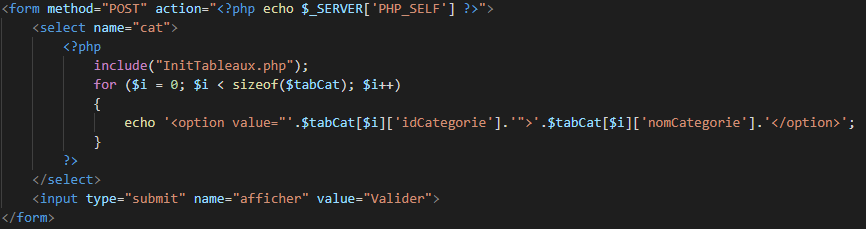 <form method="POST" action="<?php echo $_SERVER['PHP_SELF'] ?>">
<select name="cat">
<?php
include("InitTableaux.php");
for ($i = 0; $i < sizeof($tabCat); $i++)
{
echo '<option value="'.$tabCat[$i]['idCategorie'].'">'.$tabCat[$i]['nomCategorie'].'</option>';
}
?>
</select>
<input type="submit" name="afficher" value="Valider">
</form>